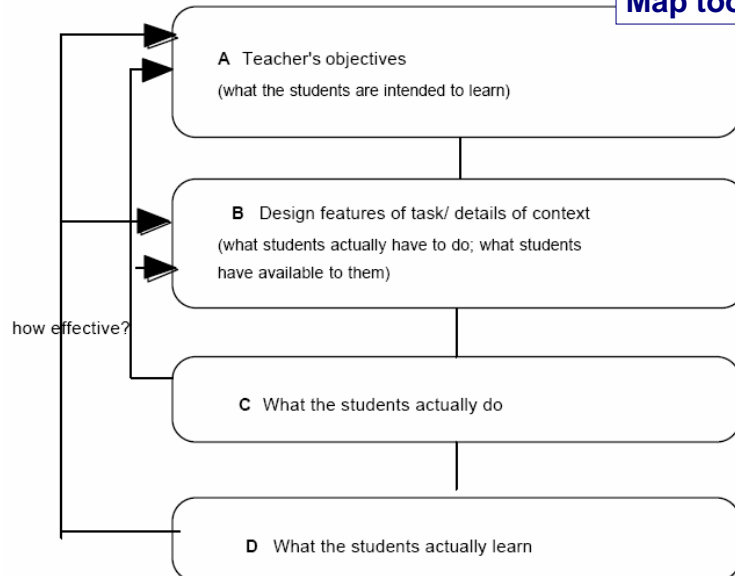 Map too
A Teacher's objectives
(what the students are intended to learn)
B Design features of task/ details of context
(what students actually have to do; what students
have available to them)
how effective?
C What the students actually do
D What the students actually learn